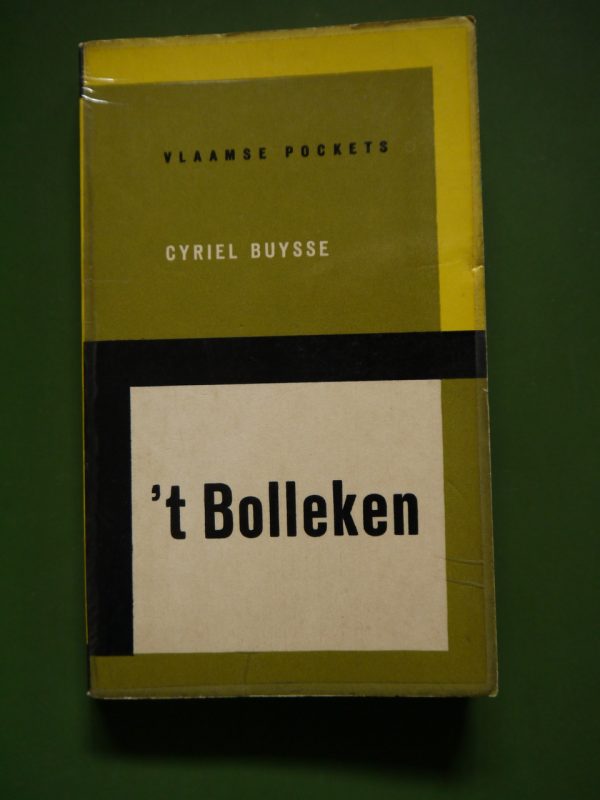 VLAAMSE POCKETS
CYRIEL BUYSSE
’t Bolleken